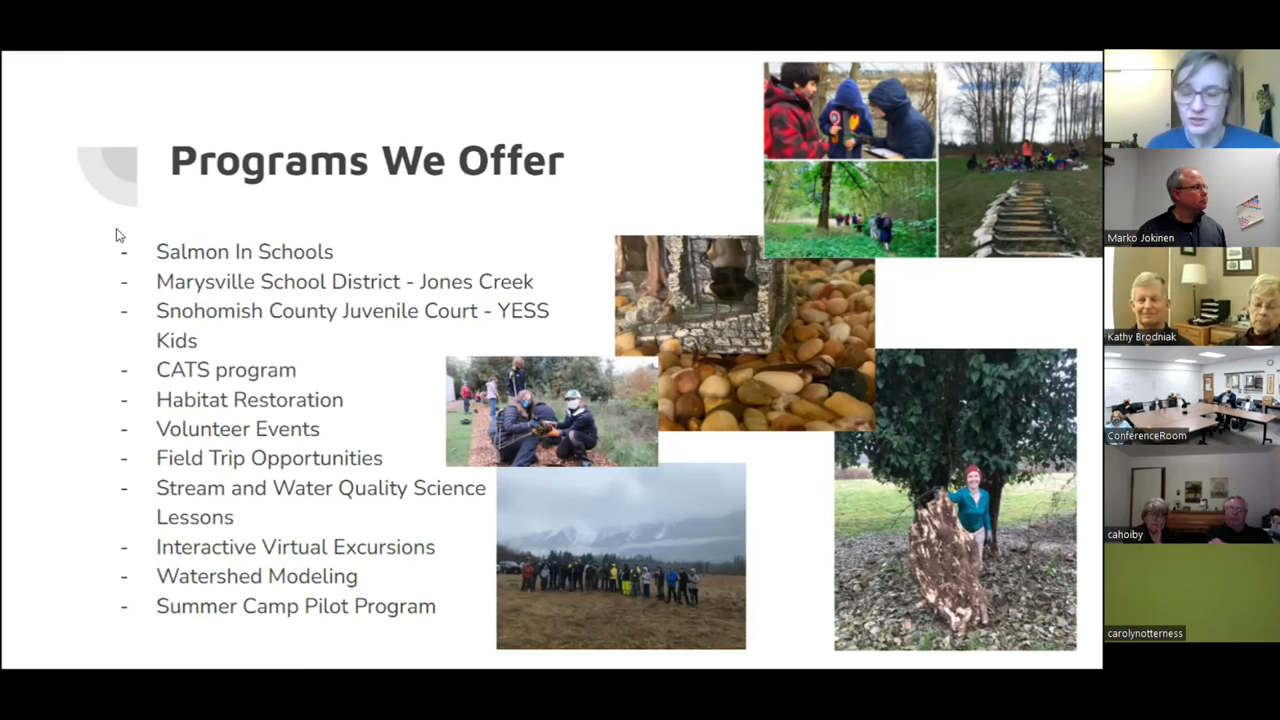 Programs We Offer
- Salmon In Schools
- Marysville School District - Jones Creek
- Snohomish County Juvenile Court - YESS
Kids
- CATS program
- Habitat Restoration
- Volunteer Events
- Field Trip Opportunities
- Stream and Water Quality Science
Lessons
- Interactive Virtual Excursions
- Watershed Modeling
- Summer Camp Pilot Program
Marko Jokinen
Kathy Brodniak
ConferenceRoom
cahoiby
carolynotterness